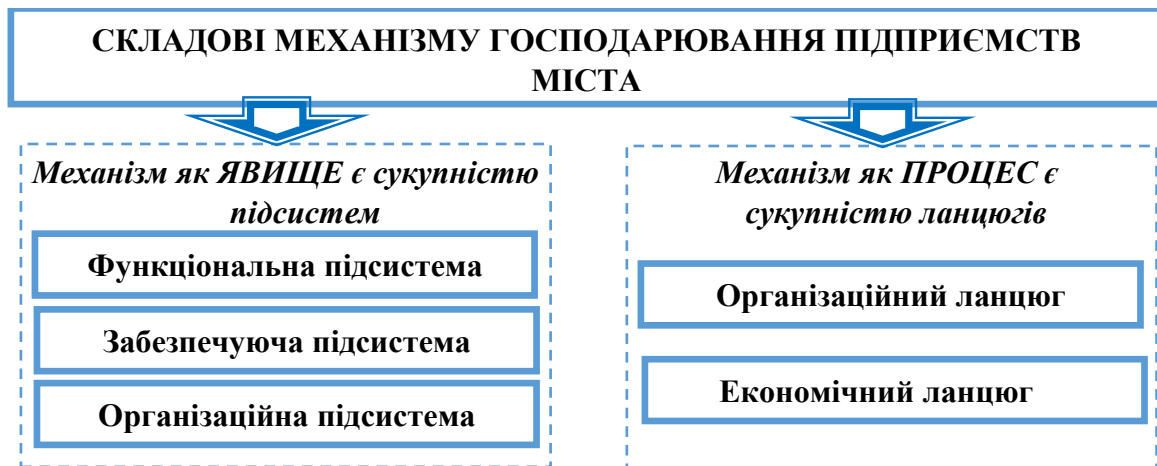 СКЛАДОВІ МЕХАНІЗМУ ГОСПОДАРЮВАННЯ ПІДПРИЄМСТВ
МІСТА
Механізм як ЯВИЩЕ є сукупністю
підсистем
Функціональна підсистема
Забезпечуюча підсистема
Організаційна підсистема
Механізм як ПРОЦЕС є
сукупністю ланцюгів
Організаційний ланцюг
Економічний ланцюг